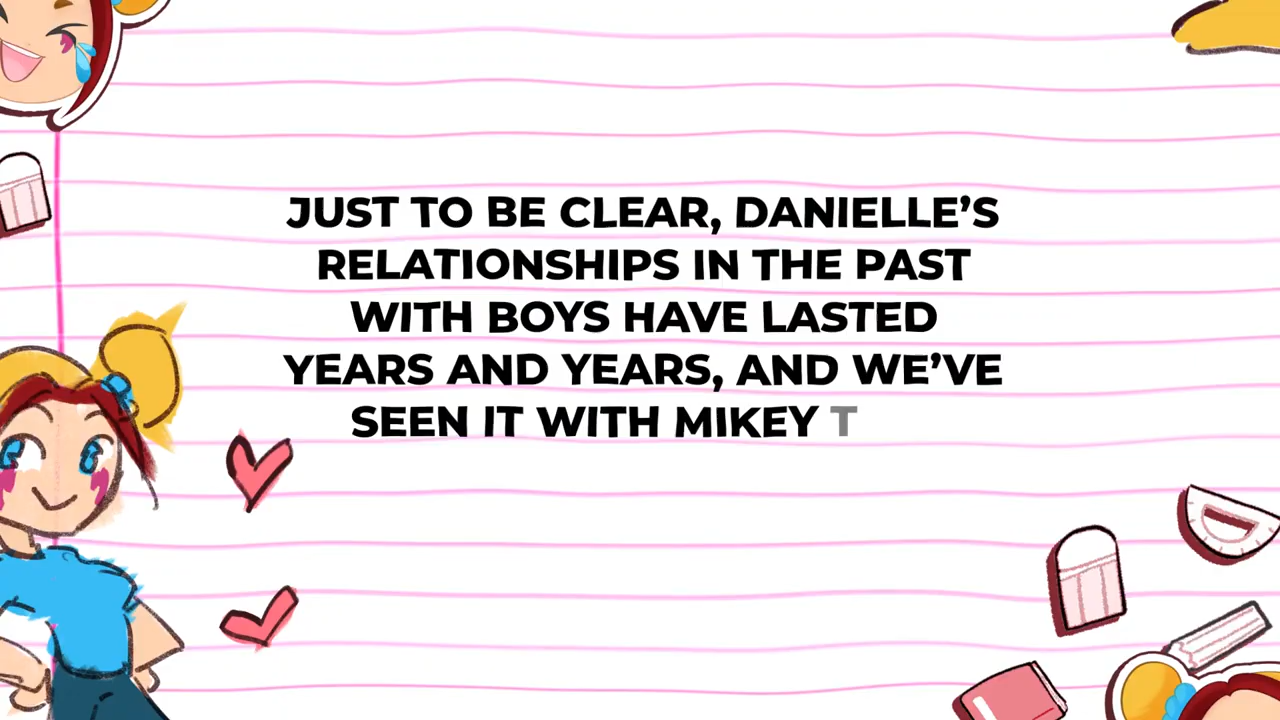 JUST TO BE CLEAR, DANIELLE’S
RELATIONSHIPS IN THE PAST
WITH BOYS HAVE LASTED
YEARS AND YEARS, AND WE’VE
SEEN IT WITH MIKEY T